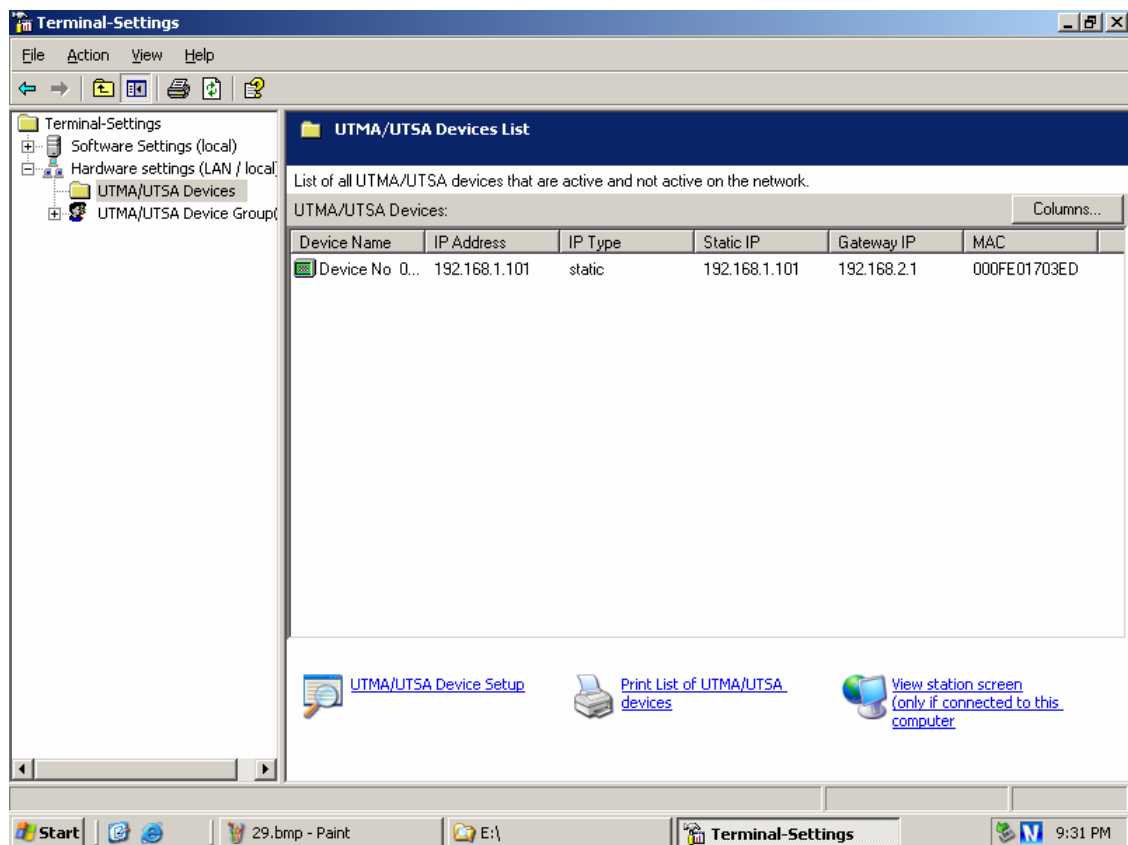 Terminal-Settings
File Action View Help
Terminal-Settings
Software Settings (local)
Hardware settings (LAN / local
UTMA/UTSA Devices
UTMA/UTSA Device Group(
UTMA/UTSA Devices List
List of all UTMA/UTSA devices that are active and not active on the network.
UTMA/UTSA Devices: Columns...
Device Name IP Address IP Type Static IP Gateway IP MAC
Device No 0... 192.168.1.101 static 192.168.1.101 192.168.2.1 000FE01703ED
UTMA/UTSA Device Setup
Print List of UTMA/UTSA
devices
View station screen
(only if connected to this
computer
Start 29.bmp - Paint E:\ Terminal-Settings N 9:31 PM